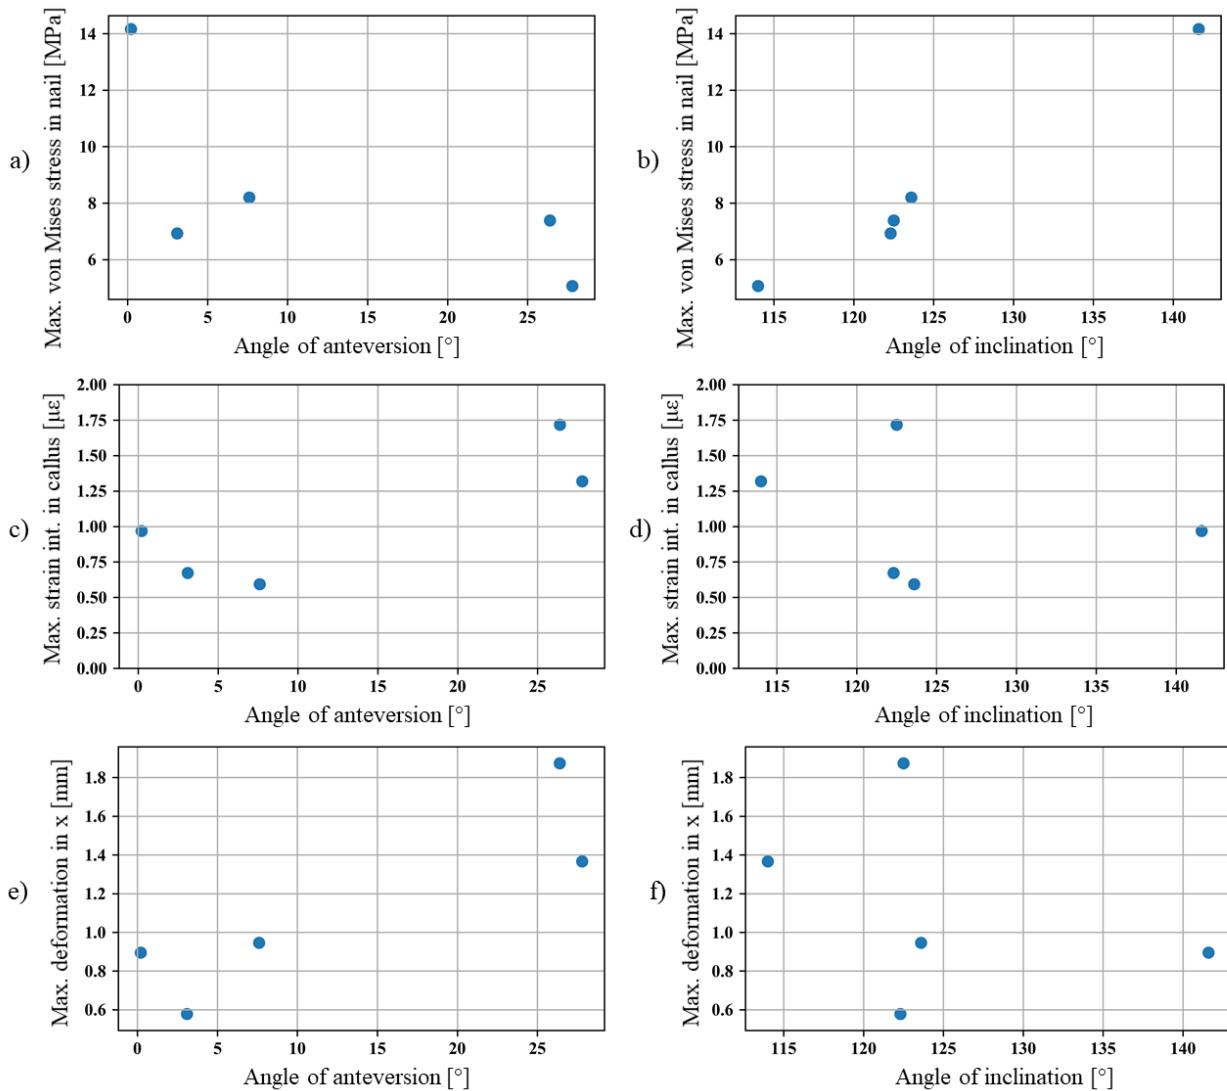 a)
Max. von Mises stress in nail [MPa]
14
12
10
8
6
0 5 10 15 20 25
Angle of anteversion [°]
b)
Max. von Mises stress in nail [MPa]
14
12
10
8
6
115 120 125 130 135 140
Angle of inclination [°]
c)
Max. strain int. in callus [με]
2.00
1.75
1.50
1.25
1.00
0.75
0.50
0.25
0.00
0 5 10 15 20 25
Angle of anteversion [°]
d)
Max. strain int. in callus [με]
2.00
1.75
1.50
1.25
1.00
0.75
0.50
0.25
0.00
115 120 125 130 135 140
Angle of inclination [°]
e)
Max. deformation in x [mm]
1.8
1.6
1.4
1.2
1.0
0.8
0.6
0 5 10 15 20 25
Angle of anteversion [°]
f)
Max. deformation in x [mm]
1.8
1.6
1.4
1.2
1.0
0.8
0.6
115 120 125 130 135 140
Angle of inclination [°]